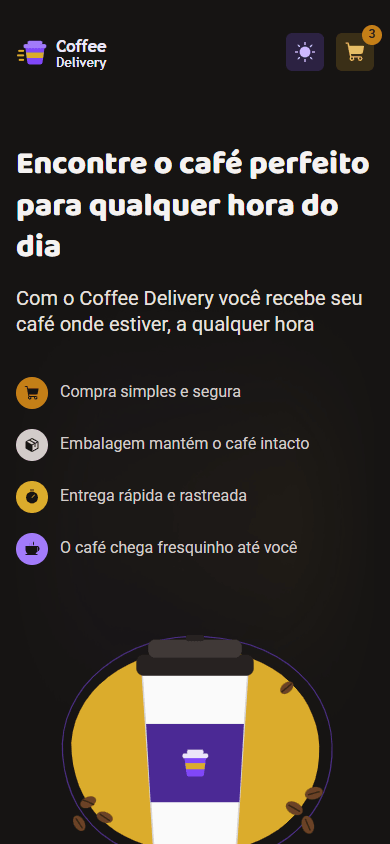 Coffee
Delivery
3
Encontre o café perfeito
para qualquer hora do
dia
Com o Coffee Delivery você recebe seu
café onde estiver, a qualquer hora
Compra simples e segura
Embalagem mantém o café intacto
Entrega rápida e rastreada
O café chega fresquinho até você